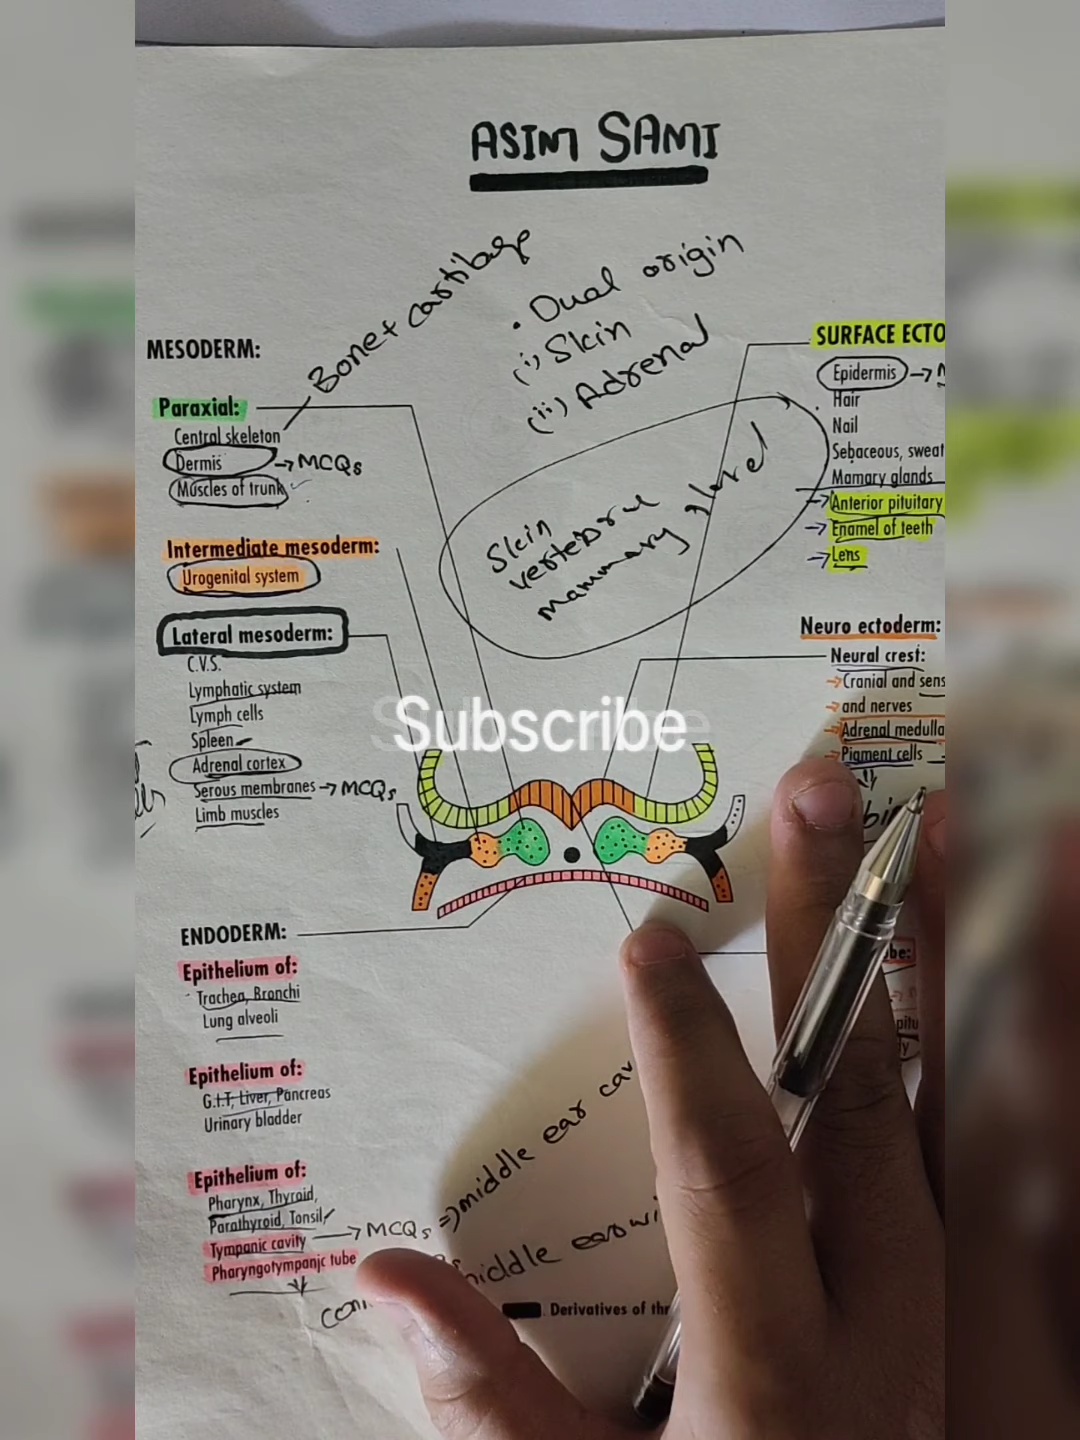 ASIM SAMI
Bone + cartilage
• Dual origin
(i) Skin
(ii) Adrenal
MESODERM:
Paraxial:
Central skeleton
Dermis → MCQs
Muscles of trunk
Intermediate mesoderm:
Urogenital system
Lateral mesoderm:
C.V.S.
Lymphatic system
Lymph cells
Spleen
Adrenal cortex
Serous membranes → MCQs
Limb muscles
Skin
mammary
SURFACE ECTO
Epidermis →
Hair
Nail
Sebaceous, sweat
Mamary glands
→ Anterior pituitary
→ Enamel of teeth
→ Lens
Neuro ectoderm:
Neural crest:
→ Cranial and sens
→ and nerves
→ Adrenal medulla
→ Pigment cells
Subscribe
ENDODERM:
Epithelium of:
Trachea, Bronchi
Lung alveoli
Epithelium of:
G.I.T, Liver, Pancreas
Urinary bladder
Epithelium of:
Pharynx, Thyroid,
Parathyroid, Tonsil
Tympanic cavity → MCQs ⇒ middle ear cav
Pharyngotympanic tube
middle ear
Derivatives of